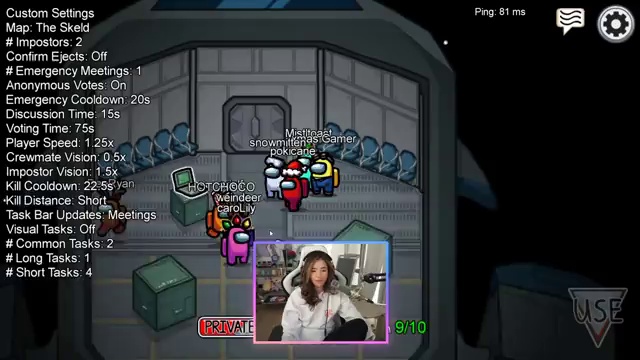 Custom Settings
Map: The Skeld
# Impostors: 2
Confirm Ejects: Off
# Emergency Meetings: 1
Anonymous Votes: On
Emergency Cooldown: 20s
Discussion Time: 15s
Voting Time: 75s
Player Speed: 1.25x
Crewmate Vision: 0.5x
Impostor Vision: 1.5x
Kill Cooldown: 22.5s
Kill Distance: Short
Task Bar Updates: Meetings
Visual Tasks: Off
# Common Tasks: 2
# Long Tasks: 1
# Short Tasks: 4
Ping: 81 ms
Mistltoast
snowmitten
pokicane
HOTCHOCO
weindeer
caroLily
PRIVATE
9/10
USE